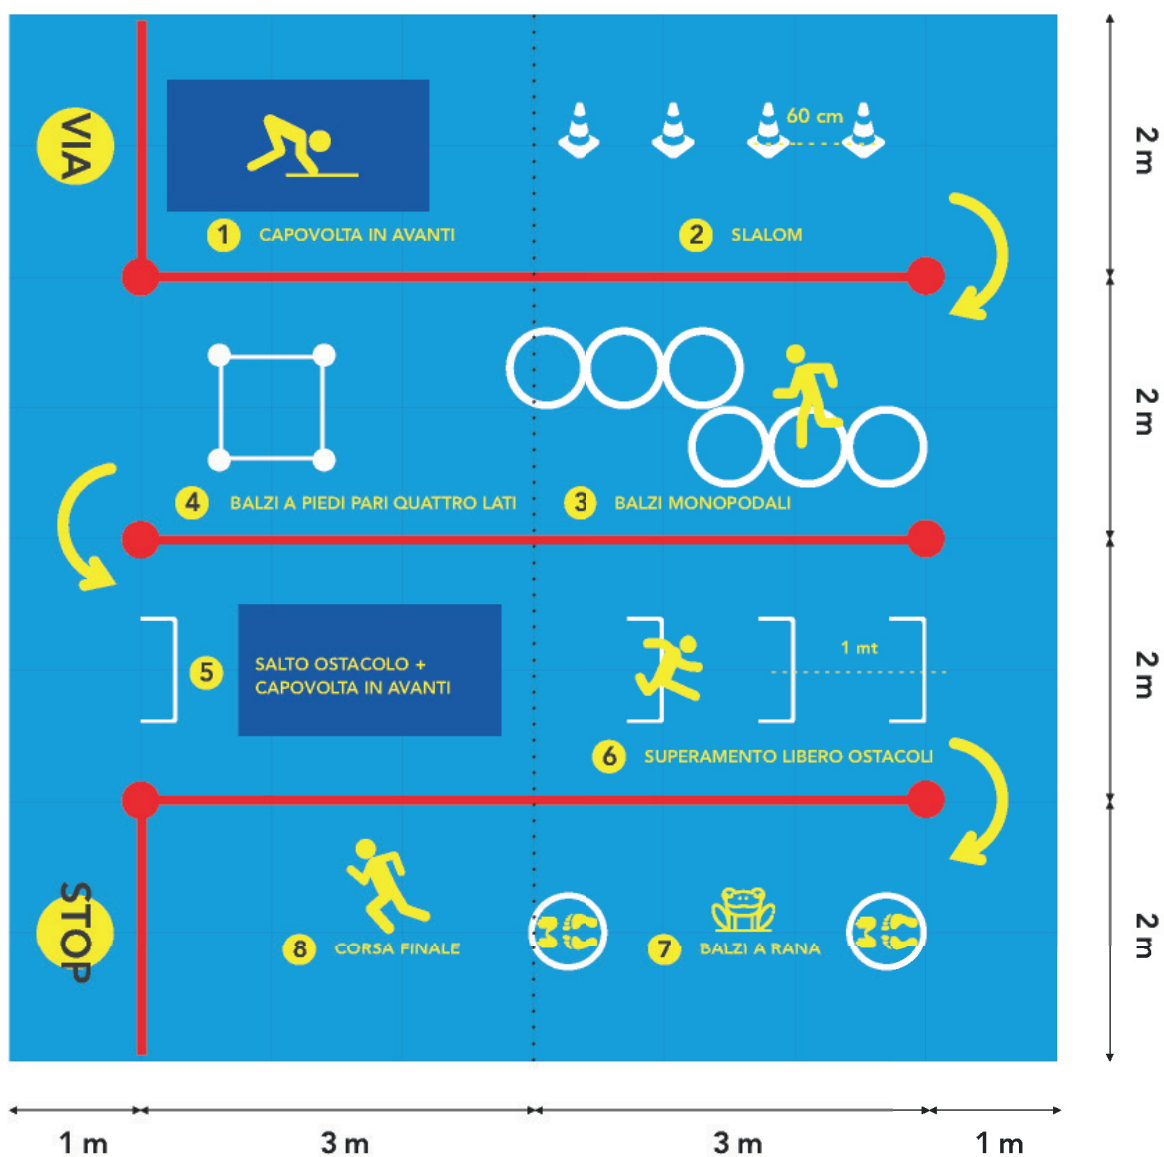 VIA
60 cm
1 CAPOVOLTA IN AVANTI
2 SLALOM
2 m
4 BALZI A PIEDI PARI QUATTRO LATI
3 BALZI MONOPODALI
2 m
5
SALTO OSTACOLO +
CAPOVOLTA IN AVANTI
1 mt
6 SUPERAMENTO LIBERO OSTACOLI
2 m
STOP
8 CORSA FINALE
7 BALZI A RANA
2 m
1 m
3 m
3 m
1 m